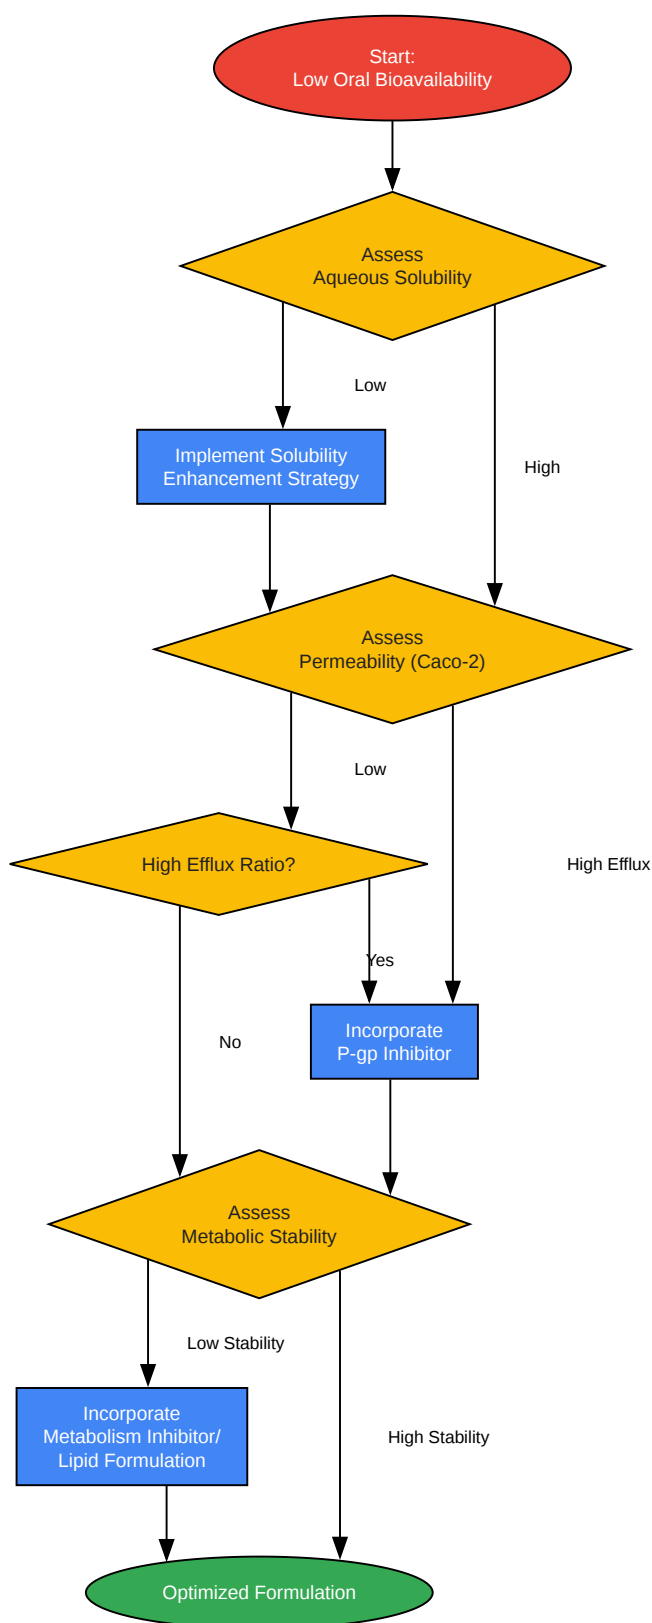 Start:
Low Oral Bioavailability
Assess
Aqueous Solubility
Low
Implement Solubility
Enhancement Strategy
High
Assess
Permeability (Caco-2)
Low
High Efflux Ratio?
High Efflux
Yes
Incorporate
P-gp Inhibitor
No
Assess
Metabolic Stability
Low Stability
Incorporate
Metabolism Inhibitor/
Lipid Formulation
High Stability
Optimized Formulation